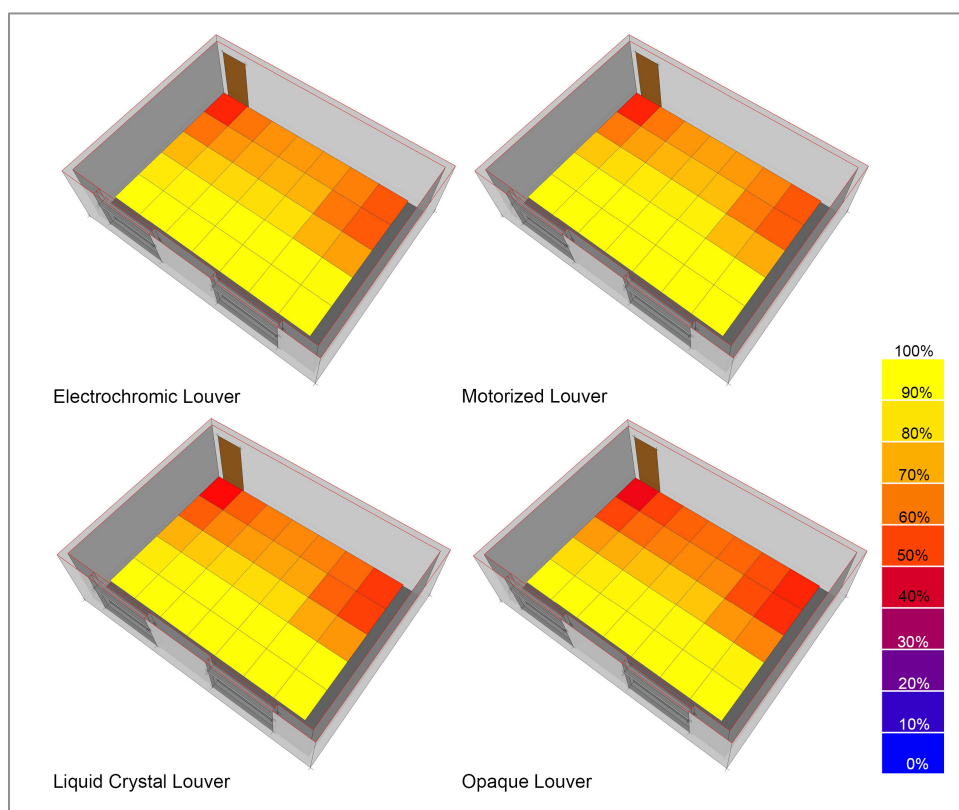 Electrochromic Louver
Motorized Louver
Liquid Crystal Louver
Opaque Louver
100%
90%
80%
70%
60%
50%
40%
30%
20%
10%
0%